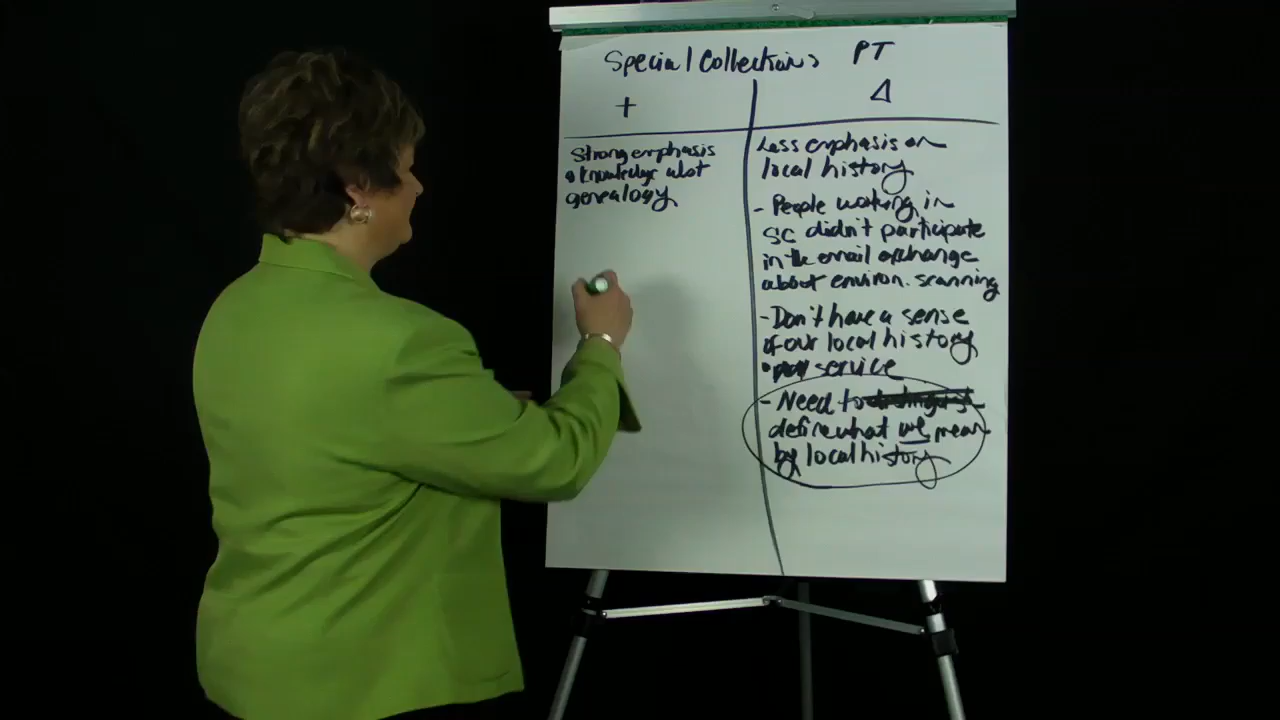 Special Collections PT
+ Δ
Strong emphasis
& knowledge about
genealogy
Less emphasis on
local history
- People working in
SC didn't participate
in the email exchange
about environ. scanning
- Don't have a sense
of our local history
service
- Need to
define what we mean
by local history